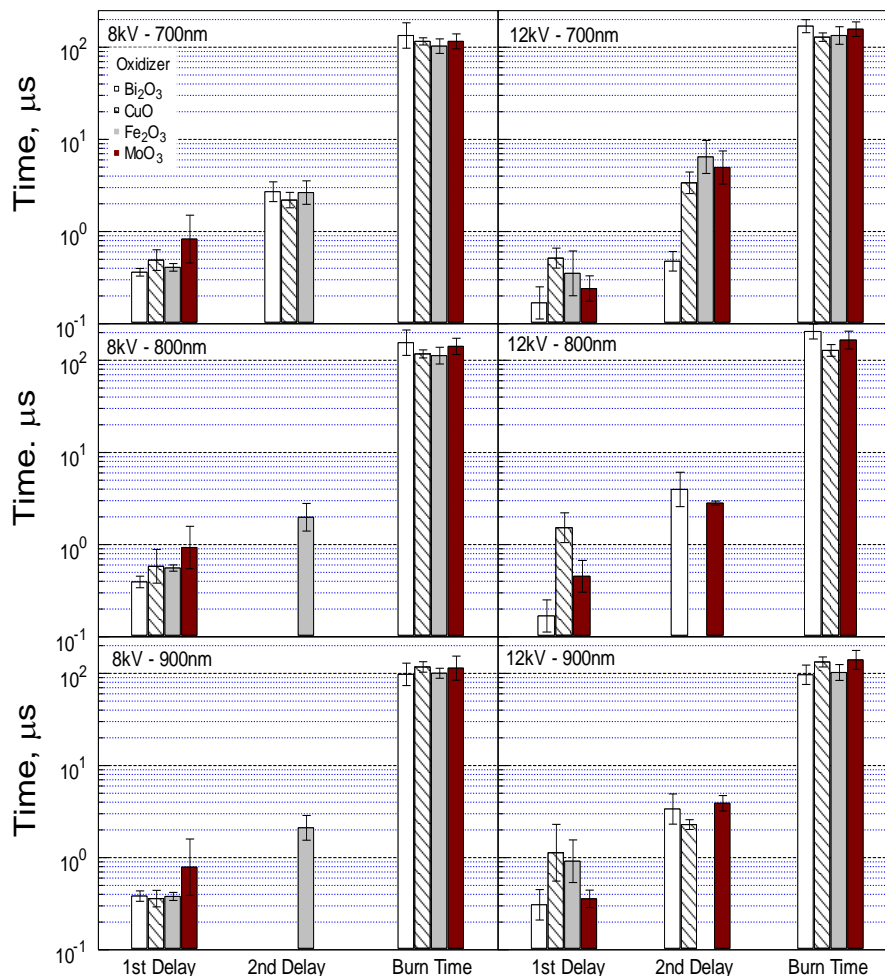 8kV - 700nm
12kV - 700nm
Oxidizer
Bi₂O₃
CuO
Fe₂O₃
MoO₃
Time, μs
10²
10¹
10⁰
10⁻¹
8kV - 800nm
12kV - 800nm
Time. μs
10²
10¹
10⁰
10⁻¹
8kV - 900nm
12kV - 900nm
Time, μs
10²
10¹
10⁰
10⁻¹
1st Delay 2nd Delay Burn Time 1st Delay 2nd Delay Burn Time